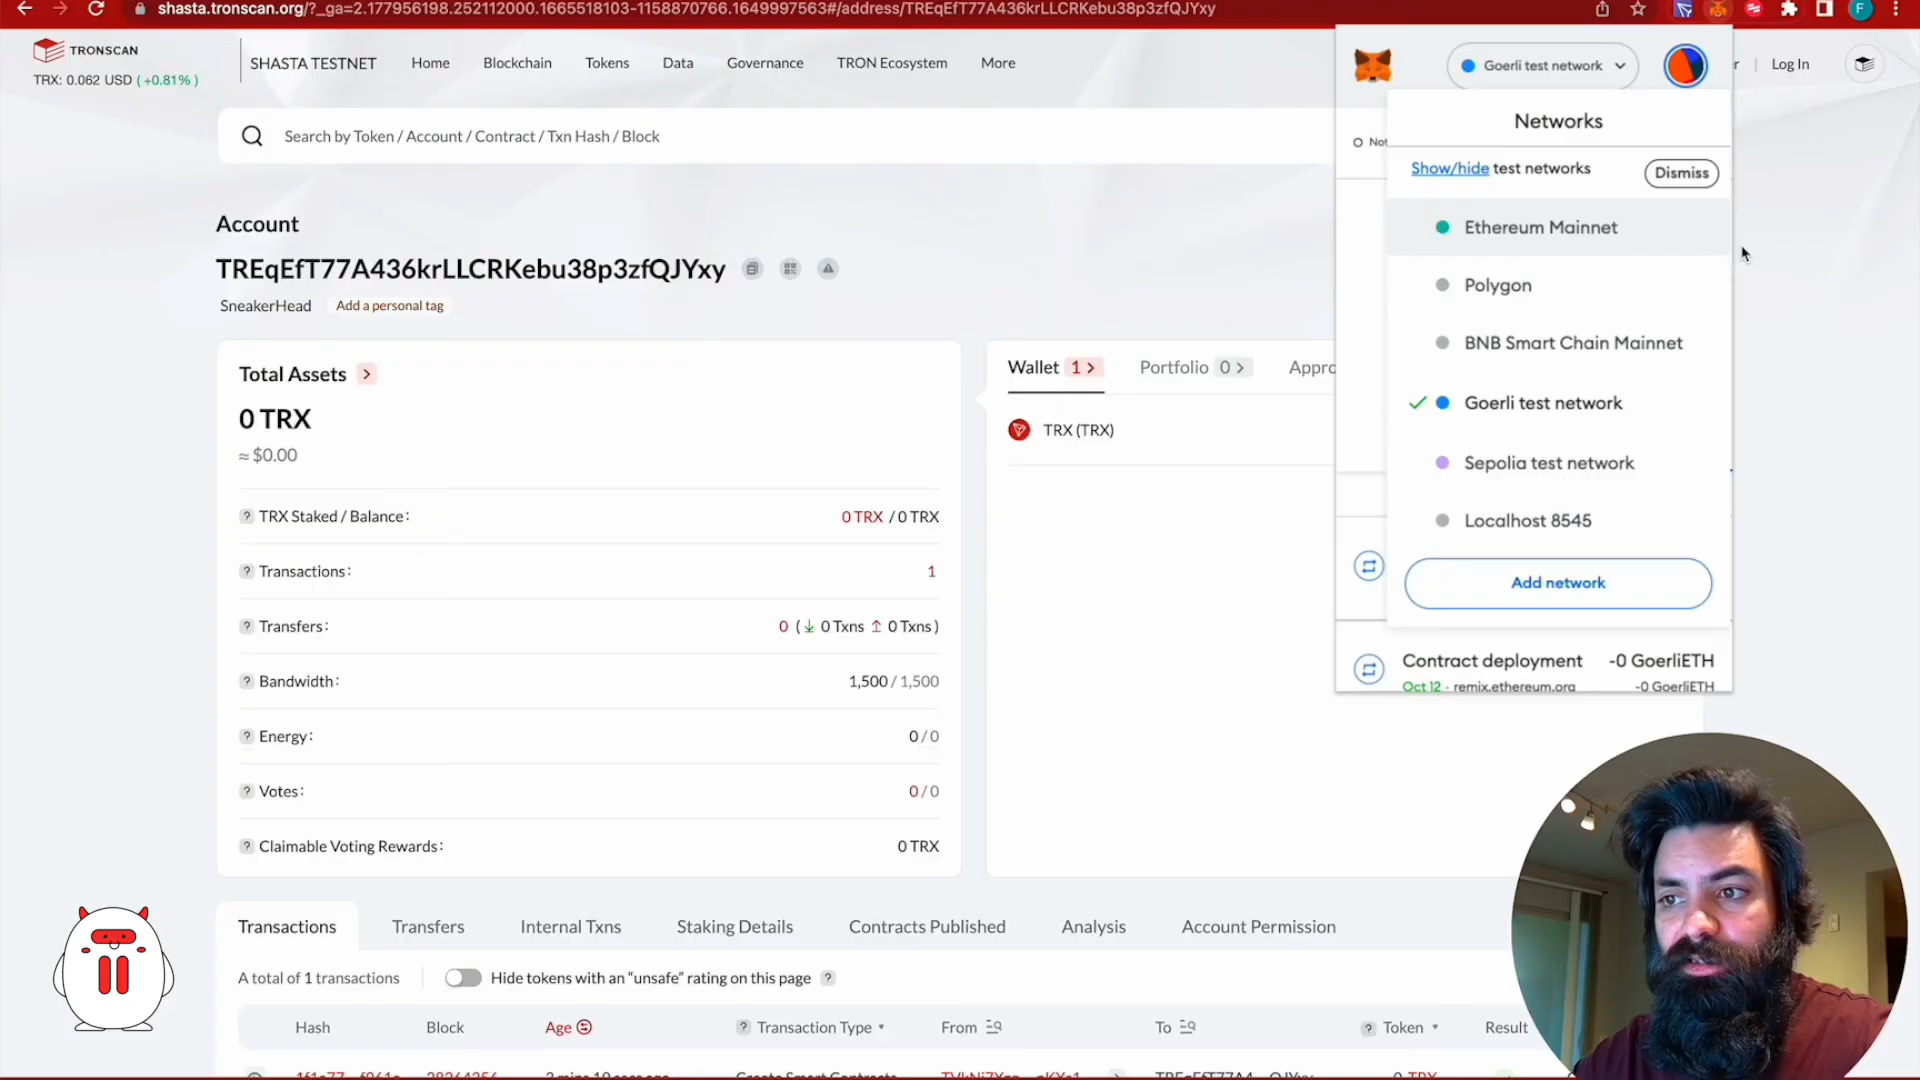 shasta.tronscan.org/?_ga=2.177956198.252112000.1665518103-1158870766.1649997563#/address/TREqEfT77A436krLLCRKebu38p3zfQJYxy
F
TRONSCAN
TRX: 0.062 USD ( +0.81% )
SHASTA TESTNET
Home
Blockchain
Tokens
Data
Governance
TRON Ecosystem
More
Log In
Search by Token / Account / Contract / Txn Hash / Block
Goerli test network
Networks
Show/hide test networks
Dismiss
Ethereum Mainnet
Polygon
BNB Smart Chain Mainnet
Goerli test network
Sepolia test network
Localhost 8545
Add network
Contract deployment -0 GoerliETH
Oct 12 · remix.ethereum.org -0 GoerliETH
Account
TREqEfT77A436krLLCRKebu38p3zfQJYxy
SneakerHead
Add a personal tag
Total Assets
0 TRX
≈ $0.00
? TRX Staked / Balance: 0 TRX / 0 TRX
? Transactions: 1
? Transfers: 0 ( ↓ 0 Txns ↑ 0 Txns )
? Bandwidth: 1,500 / 1,500
? Energy: 0 / 0
? Votes: 0 / 0
? Claimable Voting Rewards: 0 TRX
Wallet 1 >
Portfolio 0 >
TRX (TRX)
Transactions
Transfers
Internal Txns
Staking Details
Contracts Published
Analysis
Account Permission
A total of 1 transactions
Hide tokens with an “unsafe” rating on this page ?
Hash
Block
Age
? Transaction Type
From
To
? Token
Result